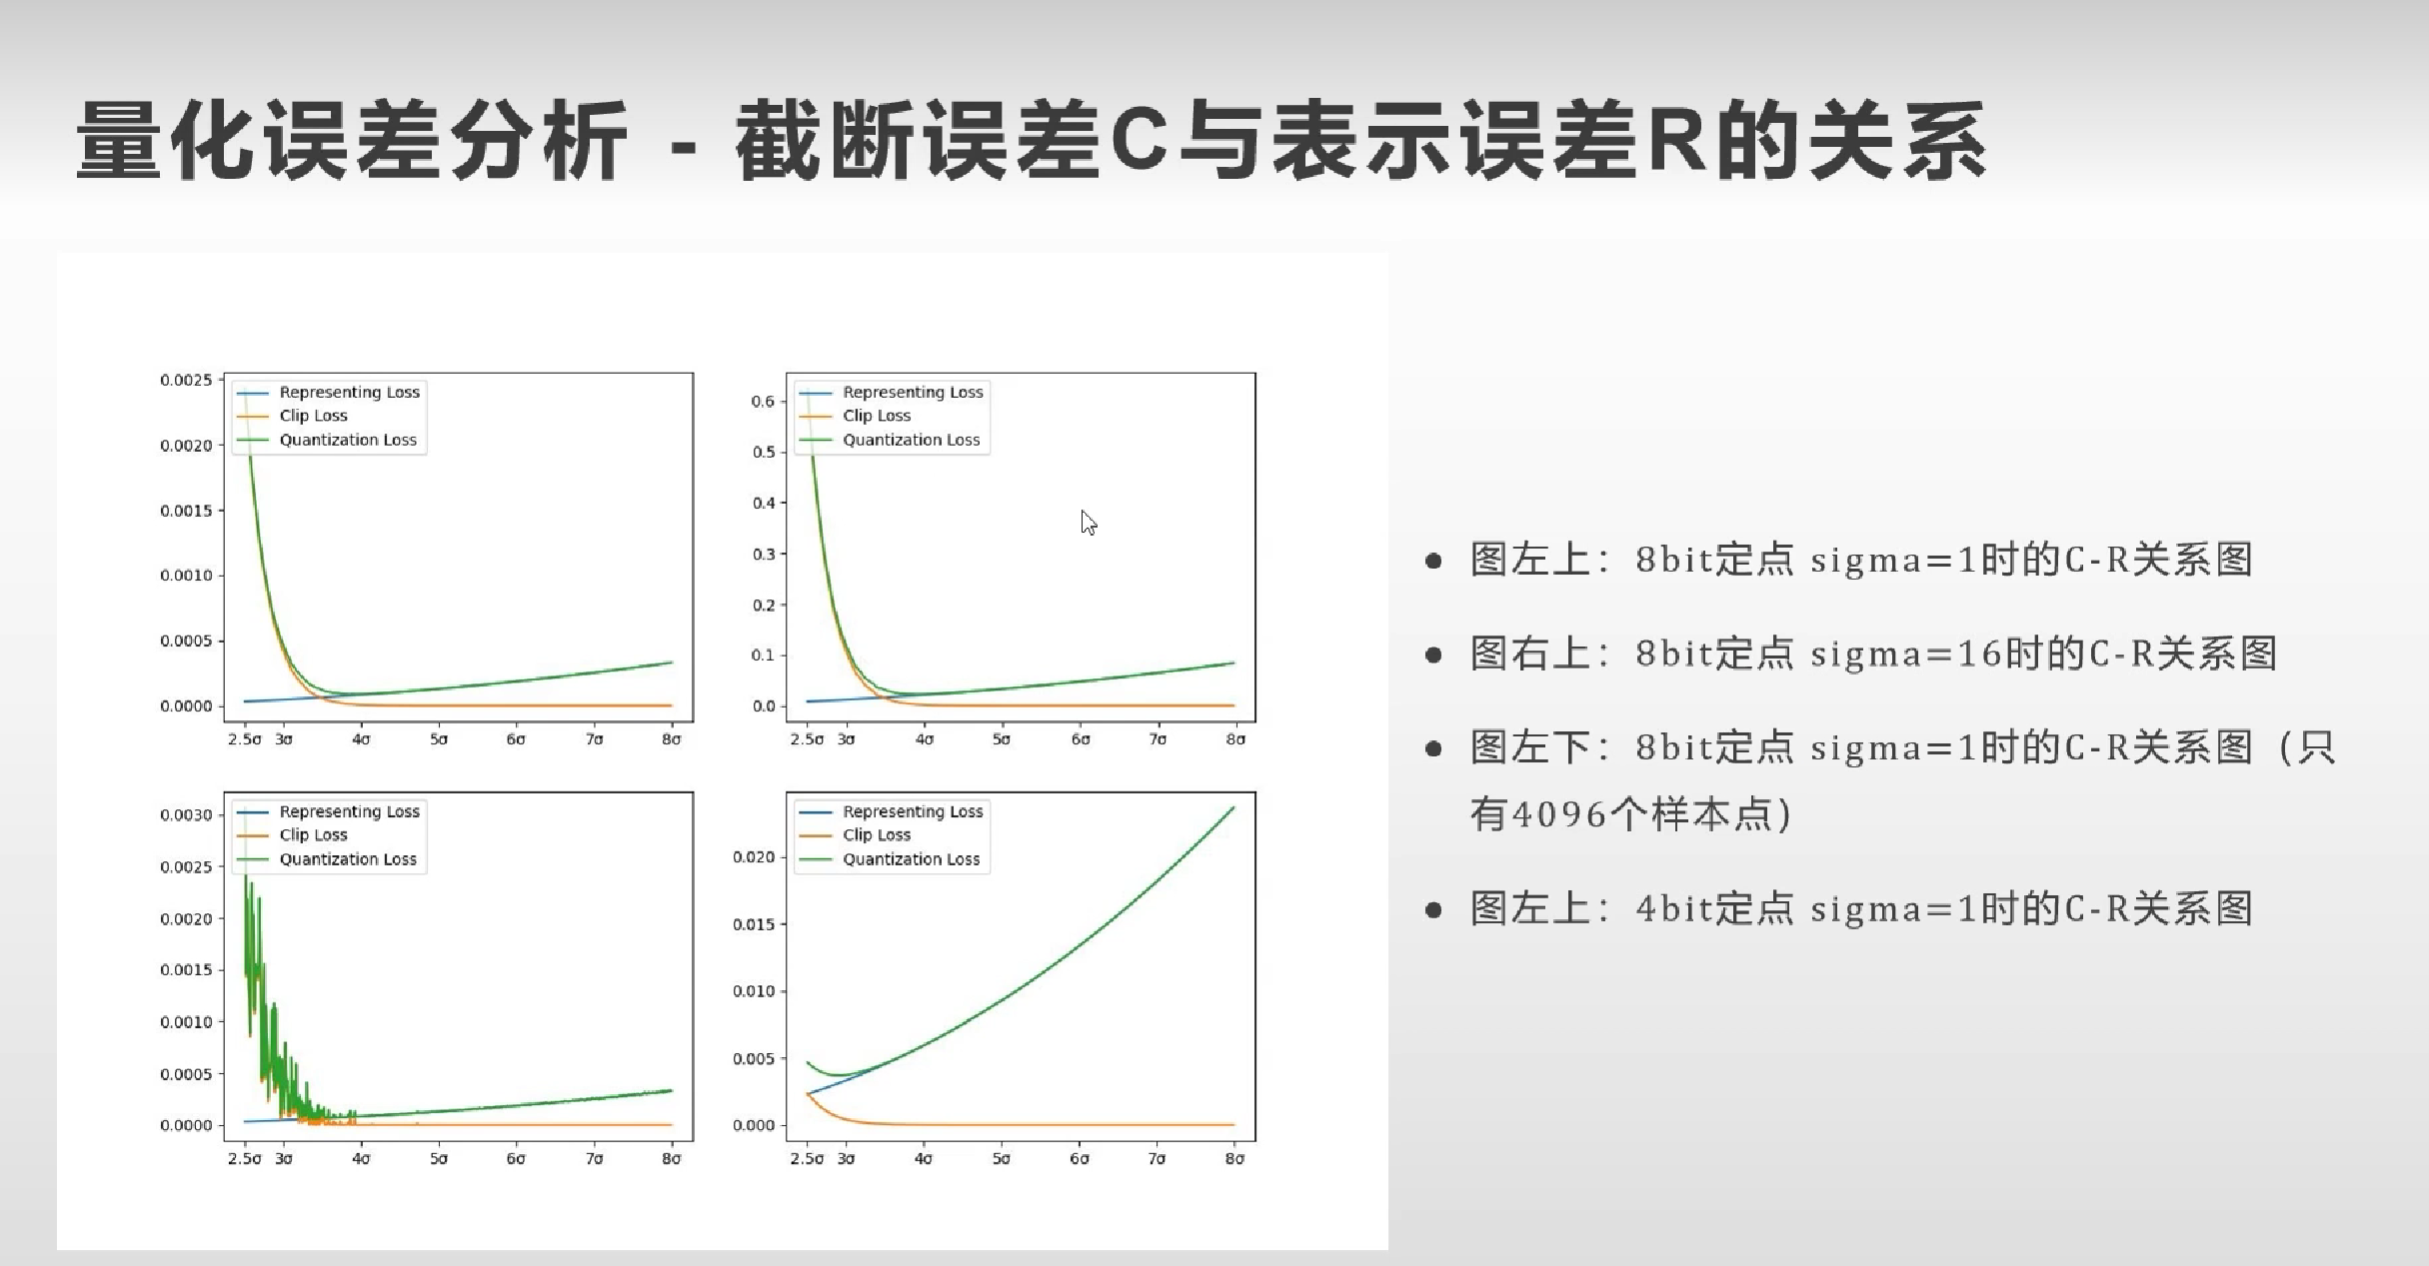 量化误差分析 - 截断误差C与表示误差R的关系
Representing Loss
Clip Loss
Quantization Loss
0.0025
0.0020
0.0015
0.0010
0.0005
0.0000
2.5σ 3σ 4σ 5σ 6σ 7σ 8σ
Representing Loss
Clip Loss
Quantization Loss
0.6
0.5
0.4
0.3
0.2
0.1
0.0
2.5σ 3σ 4σ 5σ 6σ 7σ 8σ
Representing Loss
Clip Loss
Quantization Loss
0.0030
0.0025
0.0020
0.0015
0.0010
0.0005
0.0000
2.5σ 3σ 4σ 5σ 6σ 7σ 8σ
Representing Loss
Clip Loss
Quantization Loss
0.020
0.015
0.010
0.005
0.000
2.5σ 3σ 4σ 5σ 6σ 7σ 8σ
● 图左上：8bit定点 sigma=1时的C-R关系图
● 图右上：8bit定点 sigma=16时的C-R关系图
● 图左下：8bit定点 sigma=1时的C-R关系图（只
有4096个样本点）
● 图左上：4bit定点 sigma=1时的C-R关系图